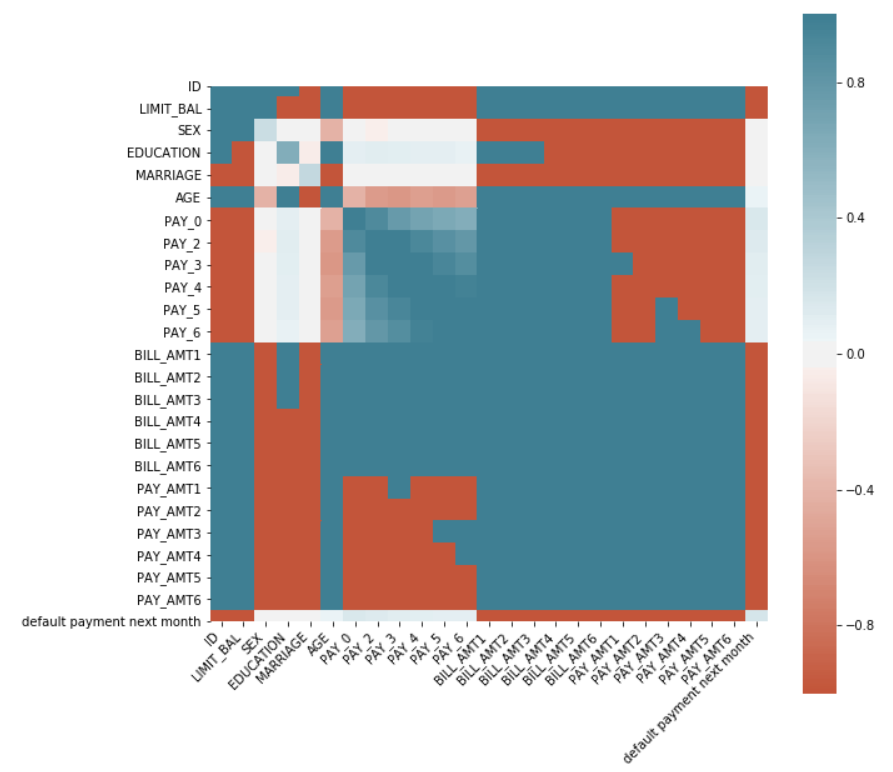 ID
LIMIT_BAL
SEX
EDUCATION
MARRIAGE
AGE
PAY_0
PAY_2
PAY_3
PAY_4
PAY_5
PAY_6
BILL_AMT1
BILL_AMT2
BILL_AMT3
BILL_AMT4
BILL_AMT5
BILL_AMT6
PAY_AMT1
PAY_AMT2
PAY_AMT3
PAY_AMT4
PAY_AMT5
PAY_AMT6
default payment next month
ID
LIMIT_BAL
SEX
EDUCATION
MARRIAGE
AGE
PAY_0
PAY_2
PAY_3
PAY_4
PAY_5
PAY_6
BILL_AMT1
BILL_AMT2
BILL_AMT3
BILL_AMT4
BILL_AMT5
BILL_AMT6
PAY_AMT1
PAY_AMT2
PAY_AMT3
PAY_AMT4
PAY_AMT5
PAY_AMT6
default payment next month
0.8
0.4
0.0
−0.4
−0.8